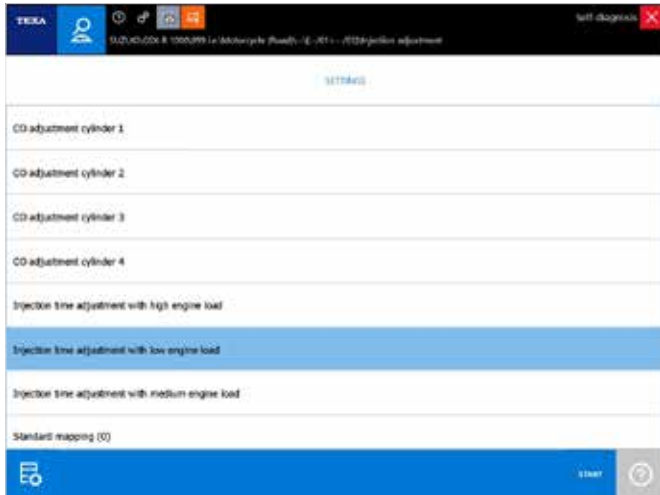 TEXA
Self-diagnosis
SETTINGS
CO adjustment cylinder 1
CO adjustment cylinder 2
CO adjustment cylinder 3
CO adjustment cylinder 4
Injection time adjustment with high engine load
Injection time adjustment with low engine load
Injection time adjustment with medium engine load
Standard mapping (0)
START